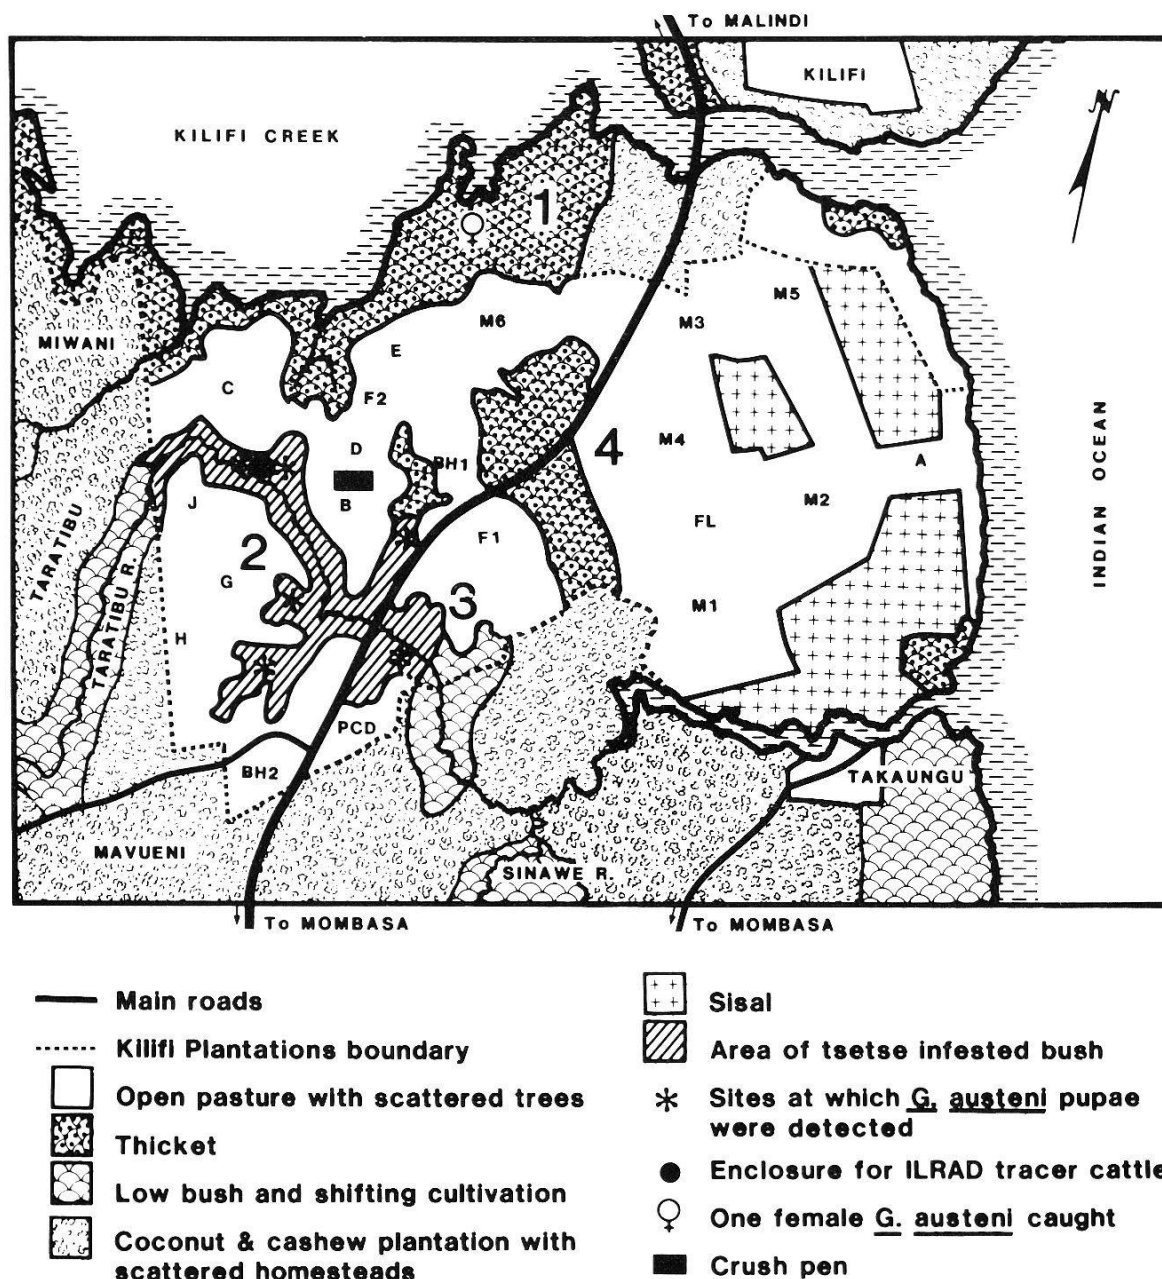 To MALINDI
KILIFI
N
KILIFI CREEK
1
M5
M6
M3
MIWANI
E
C
F2
INDIAN OCEAN
D
M4
4
BH1
A
J
B
M2
FL
TARATIBU
2
F1
G
TARATIBU R.
3
M1
H
PCD
BH2
TAKAUNGU
MAVUENI
SINAWE R.
To MOMBASA
To MOMBASA
Main roads
Kilifi Plantations boundary
Open pasture with scattered trees
Thicket
Low bush and shifting cultivation
Coconut & cashew plantation with
scattered homesteads
Sisal
Area of tsetse infested bush
Sites at which G. austeni pupae
were detected
Enclosure for ILRAD tracer cattle
One female G. austeni caught
Crush pen